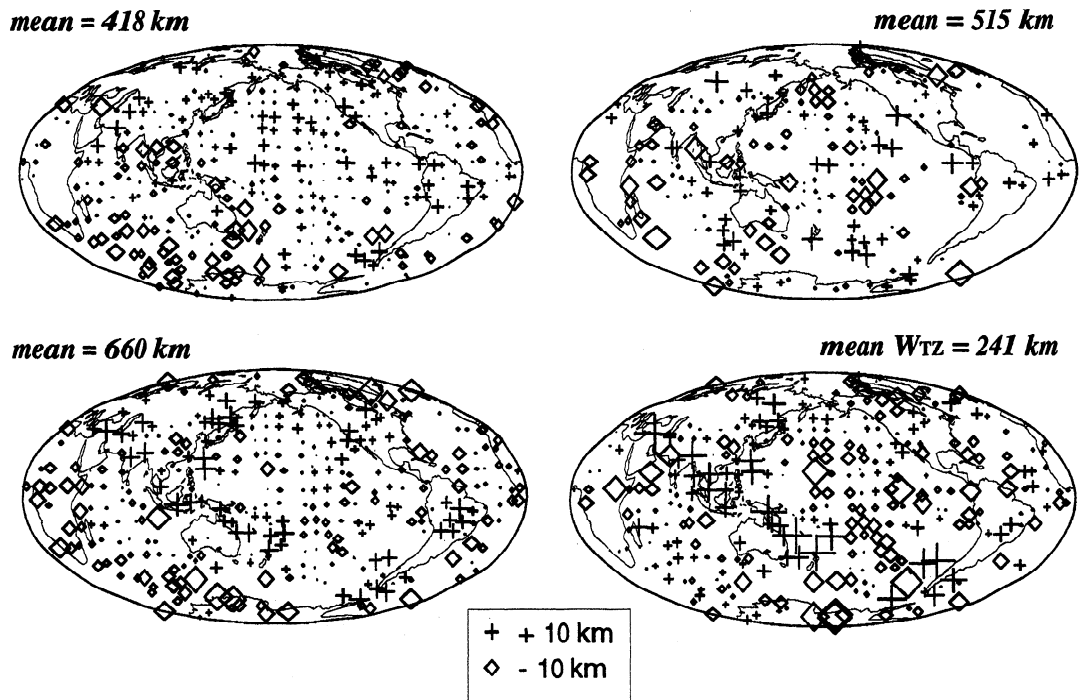 mean = 418 km
mean = 515 km
mean = 660 km
mean WTZ = 241 km
+ + 10 km
◇ - 10 km